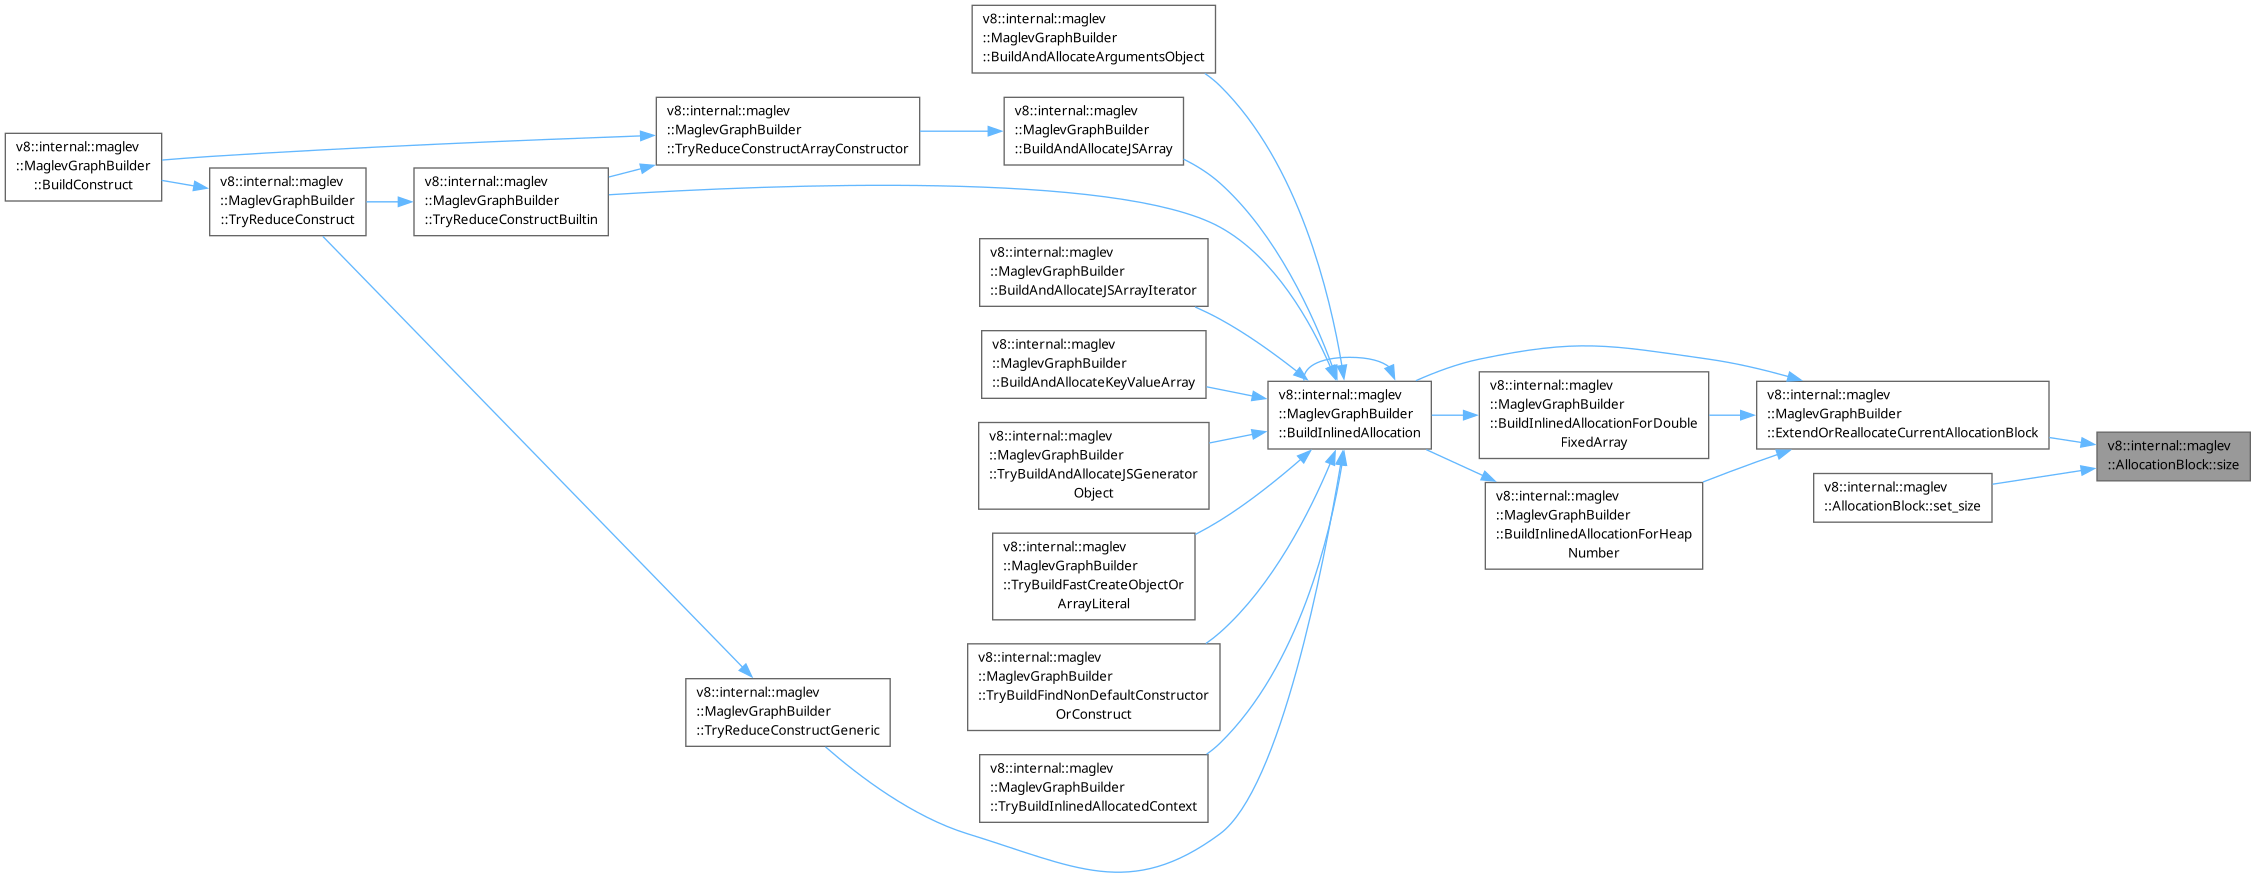 v8::internal::maglev
::MaglevGraphBuilder
::BuildAndAllocateArgumentsObject
v8::internal::maglev
::MaglevGraphBuilder
::TryReduceConstructArrayConstructor
v8::internal::maglev
::MaglevGraphBuilder
::BuildAndAllocateJSArray
v8::internal::maglev
::MaglevGraphBuilder
::BuildConstruct
v8::internal::maglev
::MaglevGraphBuilder
::TryReduceConstruct
v8::internal::maglev
::MaglevGraphBuilder
::TryReduceConstructBuiltin
v8::internal::maglev
::MaglevGraphBuilder
::BuildAndAllocateJSArrayIterator
v8::internal::maglev
::MaglevGraphBuilder
::BuildAndAllocateKeyValueArray
v8::internal::maglev
::MaglevGraphBuilder
::BuildInlinedAllocation
v8::internal::maglev
::MaglevGraphBuilder
::BuildInlinedAllocationForDouble
FixedArray
v8::internal::maglev
::MaglevGraphBuilder
::ExtendOrReallocateCurrentAllocationBlock
v8::internal::maglev
::AllocationBlock::size
v8::internal::maglev
::MaglevGraphBuilder
::TryBuildAndAllocateJSGenerator
Object
v8::internal::maglev
::AllocationBlock::set_size
v8::internal::maglev
::MaglevGraphBuilder
::BuildInlinedAllocationForHeap
Number
v8::internal::maglev
::MaglevGraphBuilder
::TryBuildFastCreateObjectOr
ArrayLiteral
v8::internal::maglev
::MaglevGraphBuilder
::TryBuildFindNonDefaultConstructor
OrConstruct
v8::internal::maglev
::MaglevGraphBuilder
::TryReduceConstructGeneric
v8::internal::maglev
::MaglevGraphBuilder
::TryBuildInlinedAllocatedContext